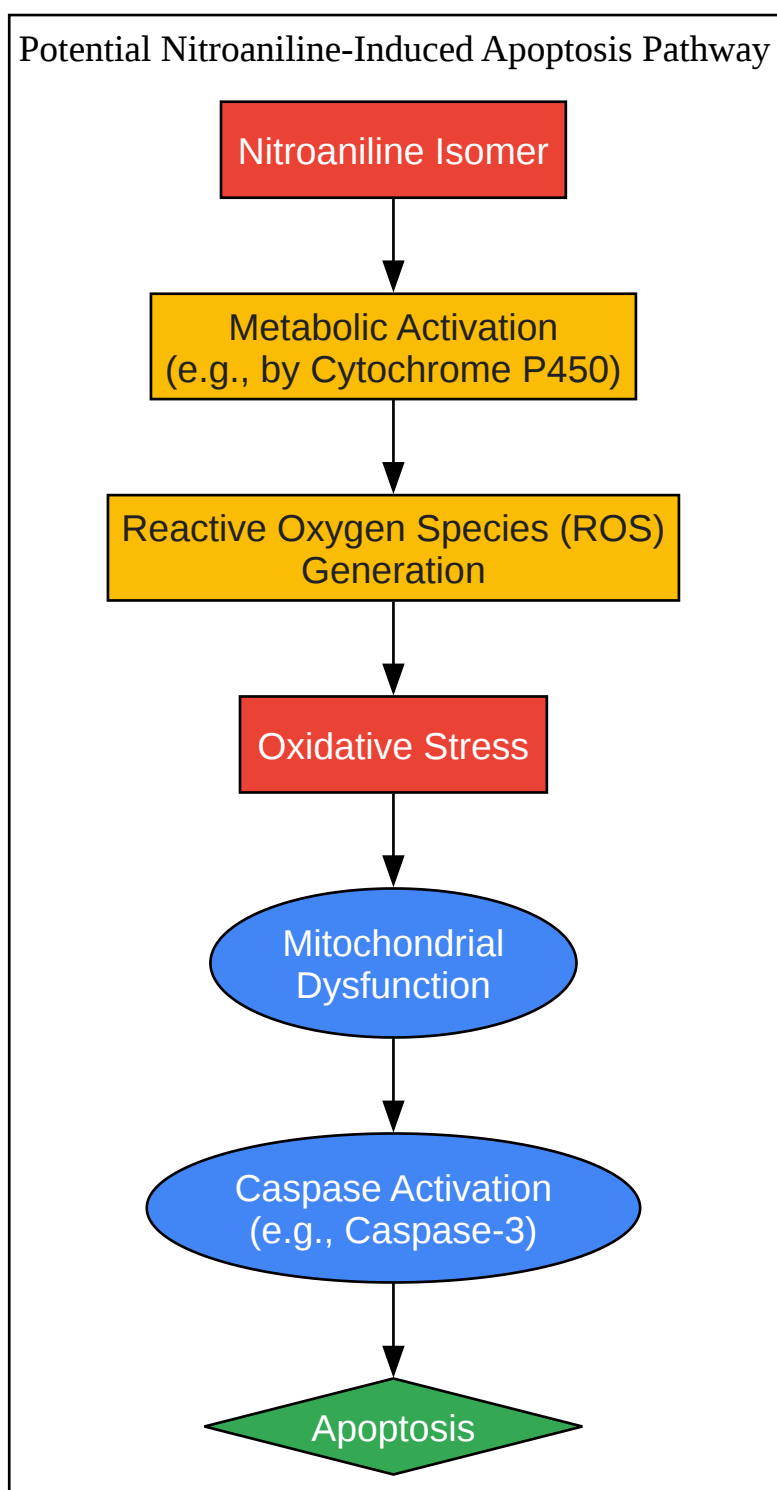 Potential Nitroaniline-Induced Apoptosis Pathway
Nitroaniline Isomer
Metabolic Activation
(e.g., by Cytochrome P450)
Reactive Oxygen Species (ROS)
Generation
Oxidative Stress
Mitochondrial
Dysfunction
Caspase Activation
(e.g., Caspase-3)
Apoptosis